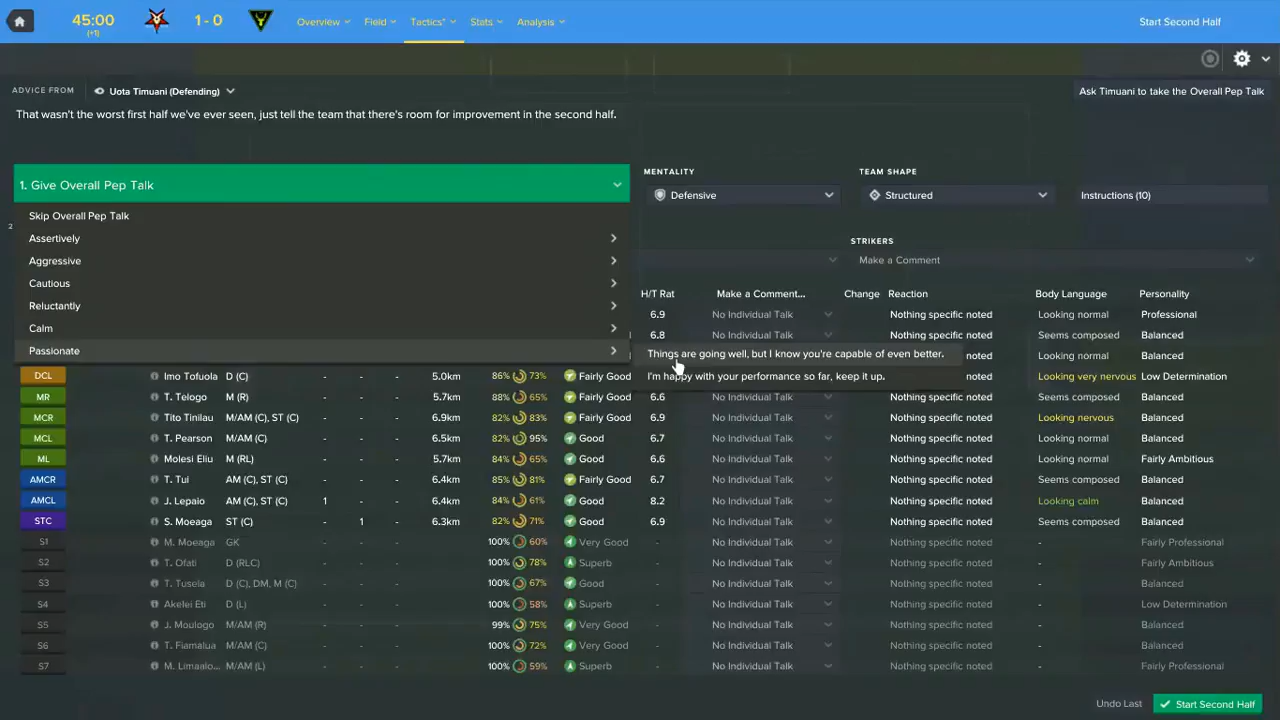 45:00
(+1)
1 - 0
Overview
Field
Tactics*
Stats
Analysis
Start Second Half
ADVICE FROM
Uota Timuani (Defending)
Ask Timuani to take the Overall Pep Talk
That wasn't the worst first half we've ever seen, just tell the team that there's room for improvement in the second half.
MENTALITY
TEAM SHAPE
1. Give Overall Pep Talk
Defensive
Structured
Instructions (10)
Skip Overall Pep Talk
2
Assertively
STRIKERS
Aggressive
Make a Comment
Cautious
H/T Rat Make a Comment... Change Reaction Body Language Personality
Reluctantly
6.9 No Individual Talk Nothing specific noted Looking normal Professional
Calm
6.8 No Individual Talk Nothing specific noted Seems composed Balanced
Passionate
Things are going well, but I know you're capable of even better.
noted Looking normal Balanced
DCL Imo Tofuola D (C) - - - 5.0km 86% 73% Fairly Good
I'm happy with your performance so far, keep it up.
noted Looking very nervous Low Determination
MR T. Telogo M (R) - - - 5.7km 88% 65% Fairly Good 6.6 No Individual Talk Nothing specific noted Seems composed Balanced
MCR Tito Tinilau M/AM (C), ST (C) - - - 6.9km 82% 83% Fairly Good 6.9 No Individual Talk Nothing specific noted Looking nervous Balanced
MCL T. Pearson M/AM (C) - - - 6.5km 82% 95% Good 6.7 No Individual Talk Nothing specific noted Looking normal Balanced
ML Molesi Eliu M (RL) - - - 5.7km 84% 65% Good 6.6 No Individual Talk Nothing specific noted Looking normal Fairly Ambitious
AMCR T. Tui AM (C), ST (C) - - - 6.4km 85% 81% Fairly Good 6.7 No Individual Talk Nothing specific noted Seems composed Balanced
AMCL J. Lepaio AM (C), ST (C) 1 - - 6.4km 84% 61% Good 8.2 No Individual Talk Nothing specific noted Looking calm Balanced
STC S. Moeaga ST (C) - 1 - 6.3km 82% 71% Good 6.9 No Individual Talk Nothing specific noted Seems composed Balanced
S1 M. Moeaga GK 100% 60% Very Good - No Individual Talk Nothing specific noted - Fairly Professional
S2 T. Ofati D (RLC) 100% 78% Superb - No Individual Talk Nothing specific noted - Fairly Ambitious
S3 T. Tusela D (C), DM, M (C) 100% 67% Good - No Individual Talk Nothing specific noted - Balanced
S4 Akelei Eti D (L) 100% 58% Superb - No Individual Talk Nothing specific noted - Low Determination
S5 J. Moulogo M/AM (R) 99% 75% Very Good - No Individual Talk Nothing specific noted - Balanced
S6 T. Fiamalua M/AM (C) 100% 72% Very Good - No Individual Talk Nothing specific noted - Balanced
S7 M. Limaalo... M/AM (L) 100% 59% Superb - No Individual Talk Nothing specific noted - Fairly Professional
Undo Last
Start Second Half